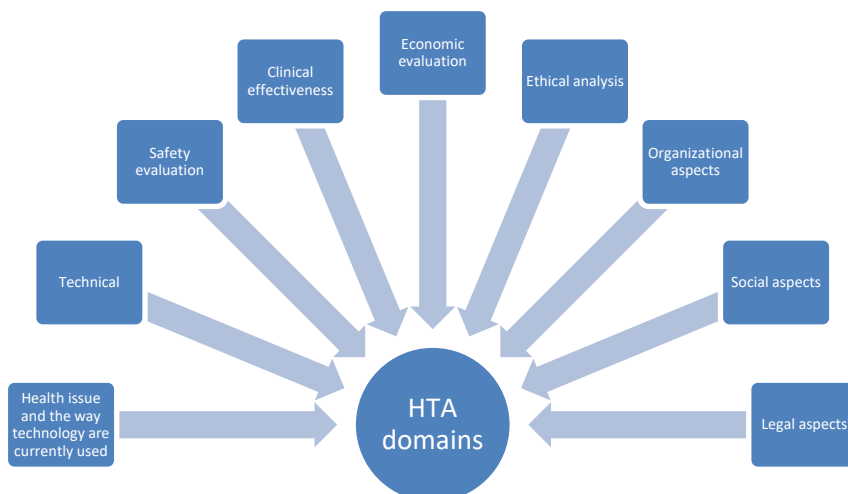 Economic
evaluation
Clinical
effectiveness
Ethical analysis
Safety
evaluation
Organizational
aspects
Technical
Social aspects
Health issue
and the way
technology are
currently used
HTA
domains
Legal aspects